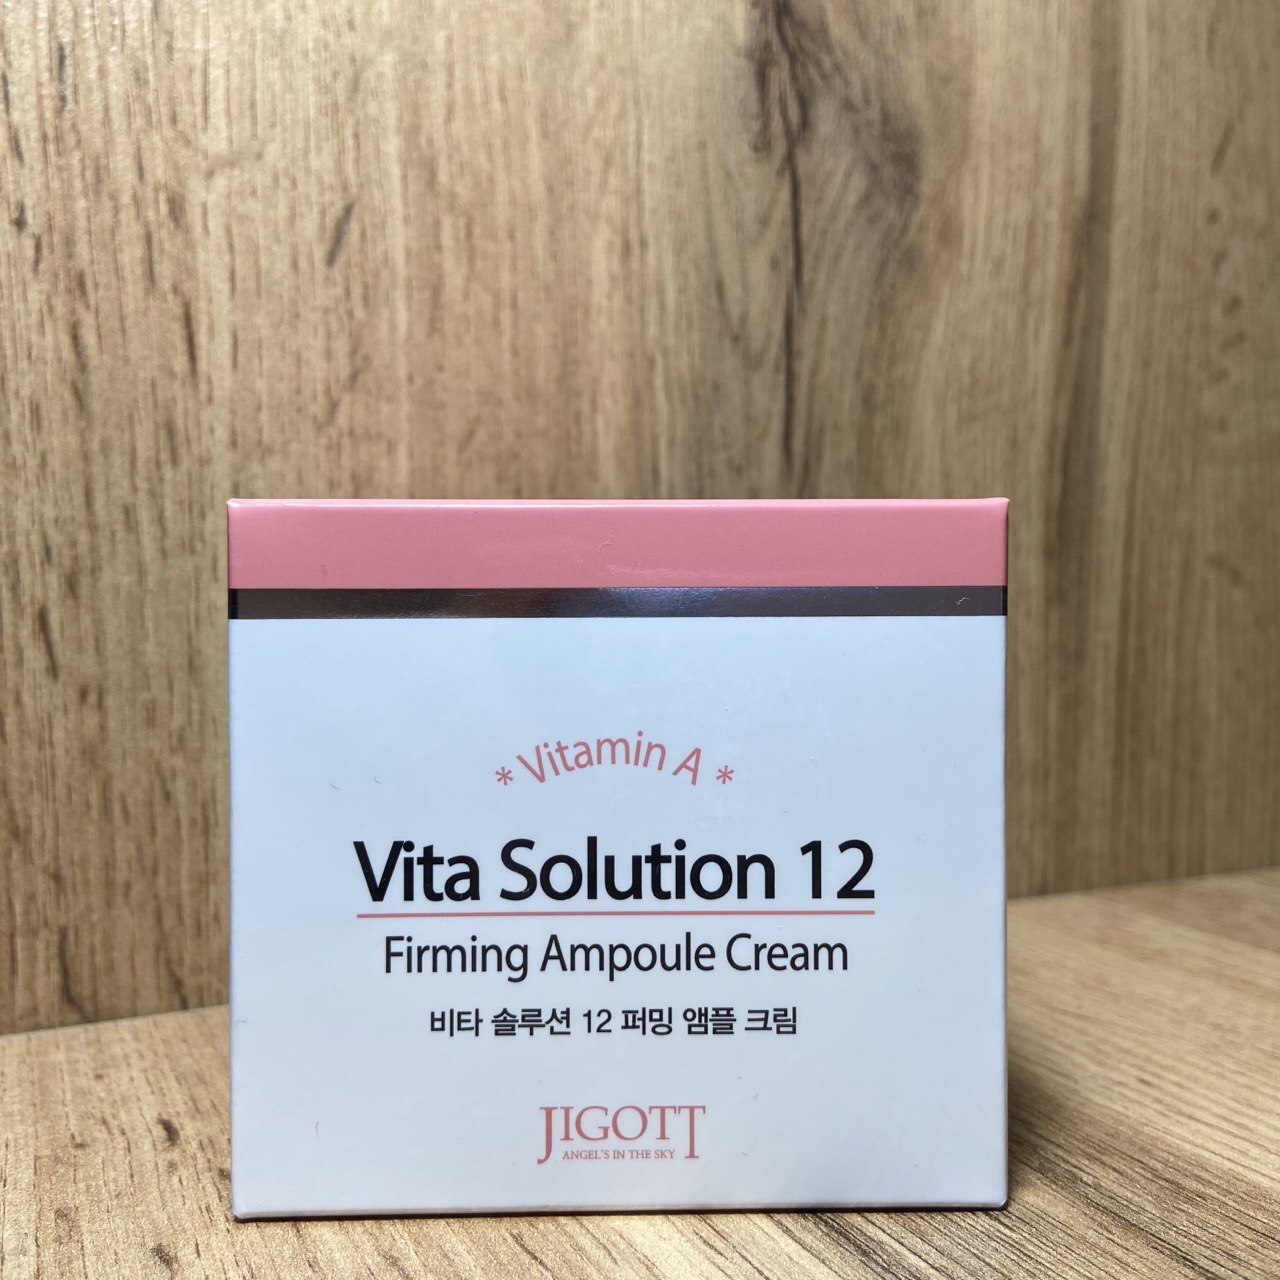 * Vitamin A *
Vita Solution 12
Firming Ampoule Cream
비타 솔루션 12 퍼밍 앰플 크림
JIGOTT
ANGEL'S IN THE SKY